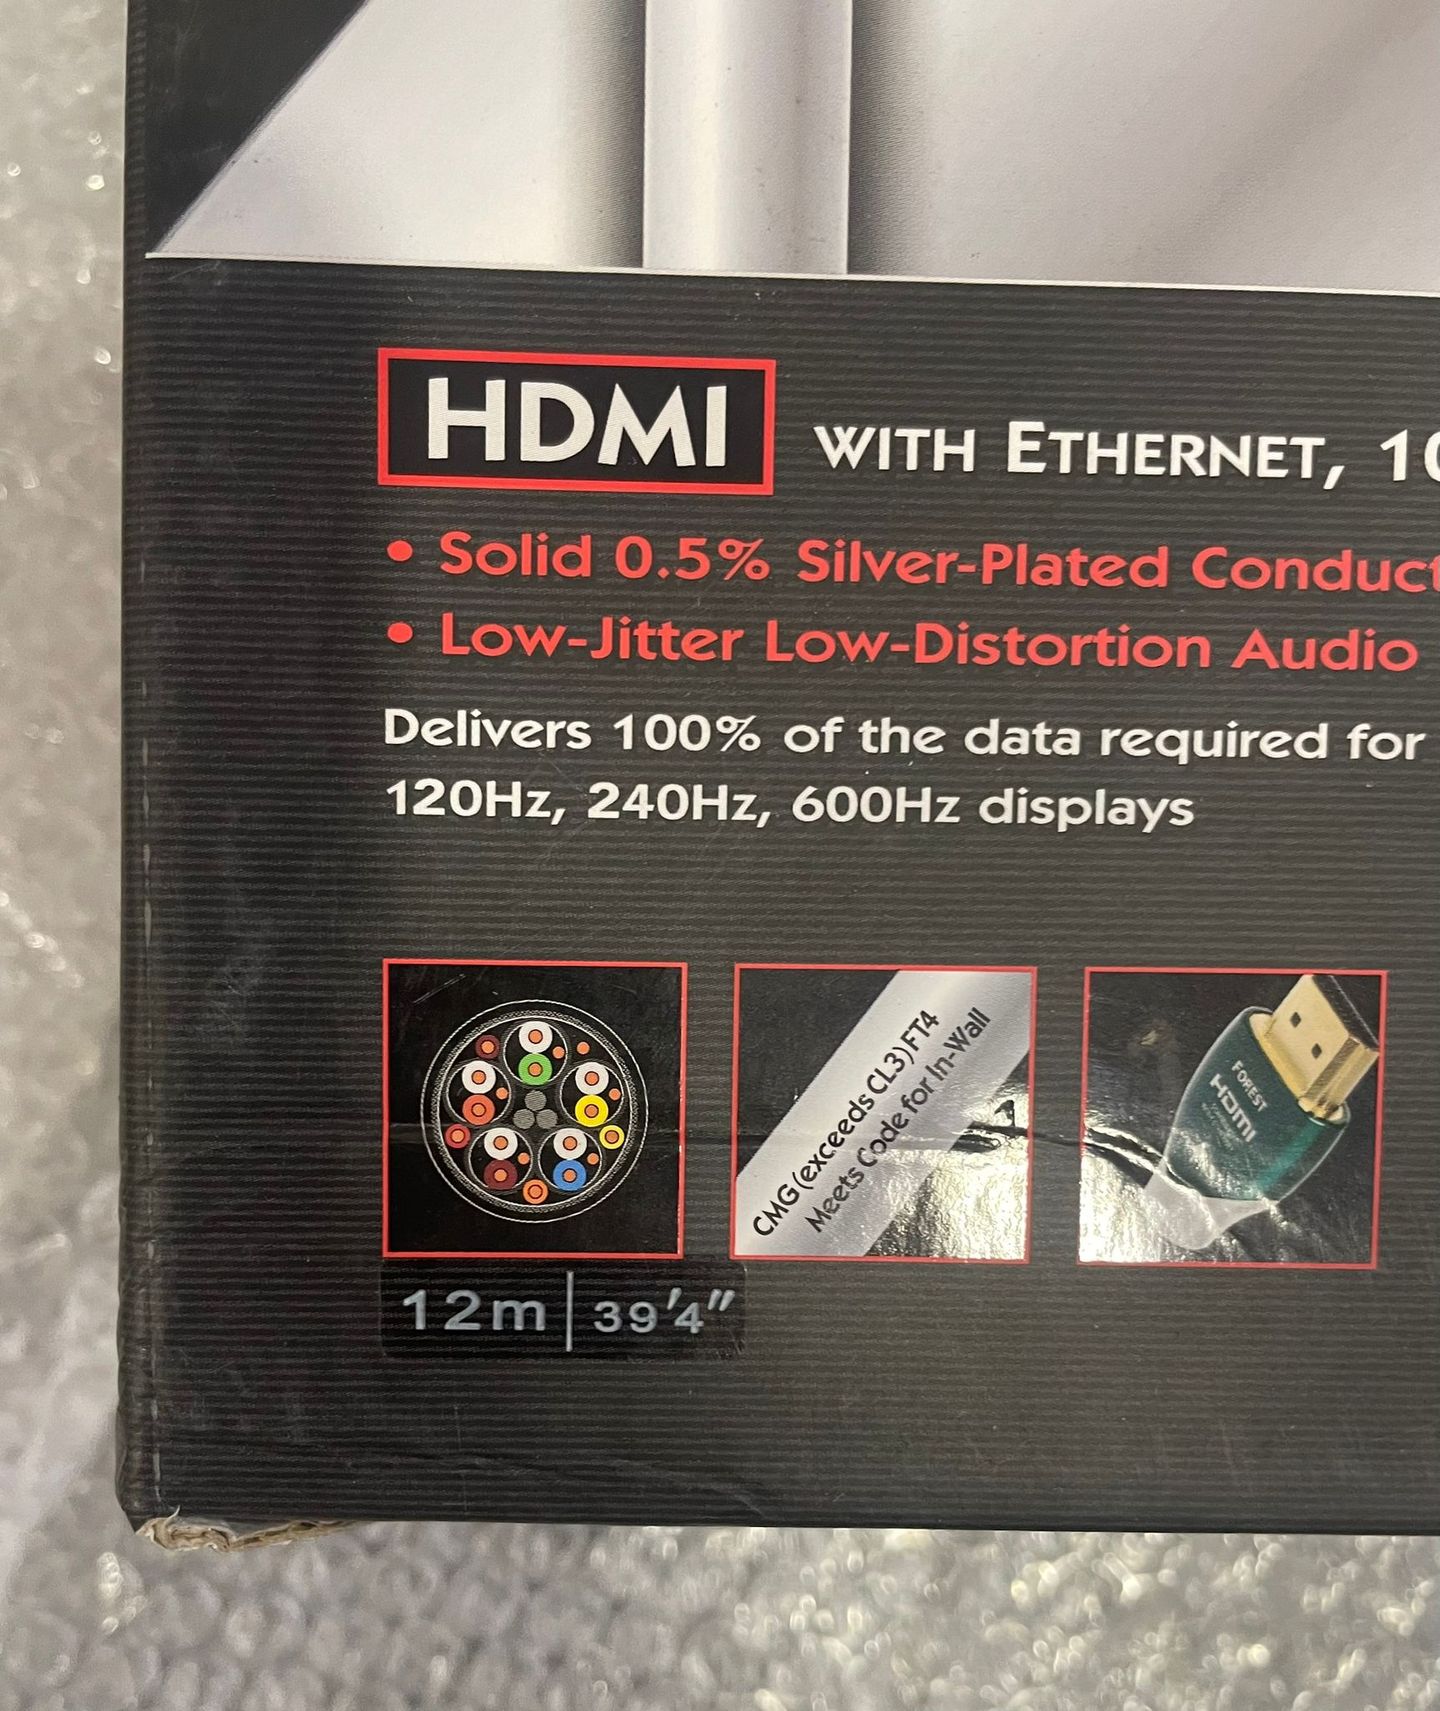 HDMI WITH ETHERNET, 10
• Solid 0.5% Silver-Plated Conduct
• Low-Jitter Low-Distortion Audio
Delivers 100% of the data required for
120Hz, 240Hz, 600Hz displays
CMG (exceeds CL3) FT4
Meets Code for In-Wall
FOREST
HDMI
12m | 39'4"